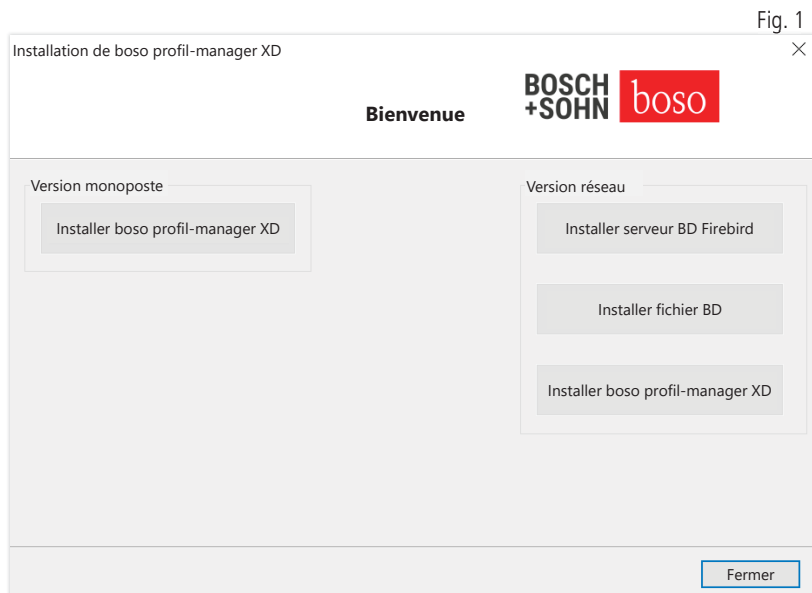 Fig. 1
Installation de boso profil-manager XD
Bienvenue
BOSCH
+SOHN
boso
Version monoposte
Installer boso profil-manager XD
Version réseau
Installer serveur BD Firebird
Installer fichier BD
Installer boso profil-manager XD
Fermer